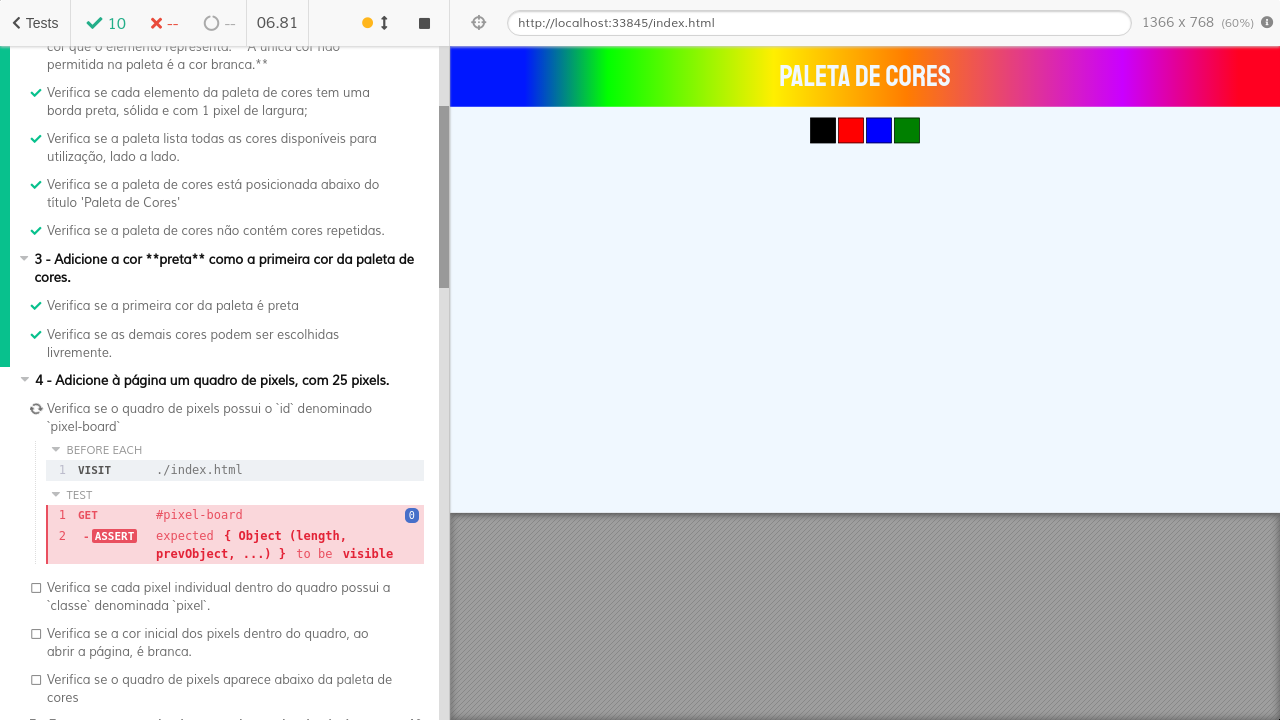 Tests
10
--
--
06.81
http://localhost:33845/index.html
1366 x 768 (60%)
cor que o elemento representa. **A única cor não
permitida na paleta é a cor branca.**
Verifica se cada elemento da paleta de cores tem uma
borda preta, sólida e com 1 pixel de largura;
Verifica se a paleta lista todas as cores disponíveis para
utilização, lado a lado.
Verifica se a paleta de cores está posicionada abaixo do
título 'Paleta de Cores'
Verifica se a paleta de cores não contém cores repetidas.
3 - Adicione a cor **preta** como a primeira cor da paleta de
cores.
Verifica se a primeira cor da paleta é preta
Verifica se as demais cores podem ser escolhidas
livremente.
4 - Adicione à página um quadro de pixels, com 25 pixels.
Verifica se o quadro de pixels possui o `id` denominado
`pixel-board`
BEFORE EACH
1 VISIT ./index.html
TEST
1 GET #pixel-board 0
2 - ASSERT expected { Object (length,
prevObject, ...) } to be visible
Verifica se cada pixel individual dentro do quadro possui a
`classe` denominada `pixel`.
Verifica se a cor inicial dos pixels dentro do quadro, ao
abrir a página, é branca.
Verifica se o quadro de pixels aparece abaixo da paleta de
cores
PALETA DE CORES